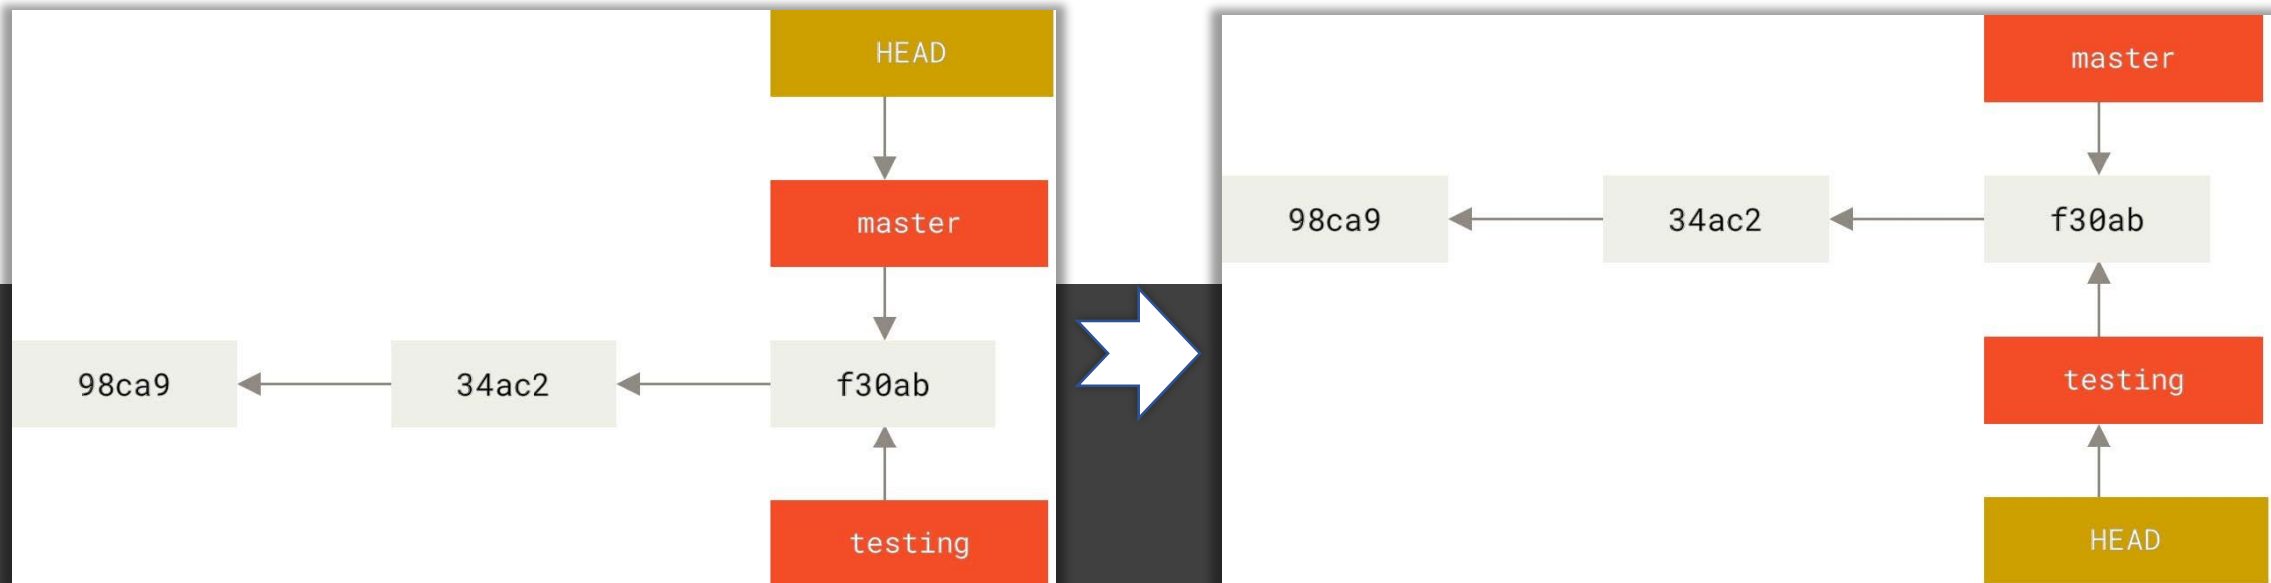 HEAD
master
98ca9
34ac2
f30ab
testing
master
98ca9
34ac2
f30ab
testing
HEAD